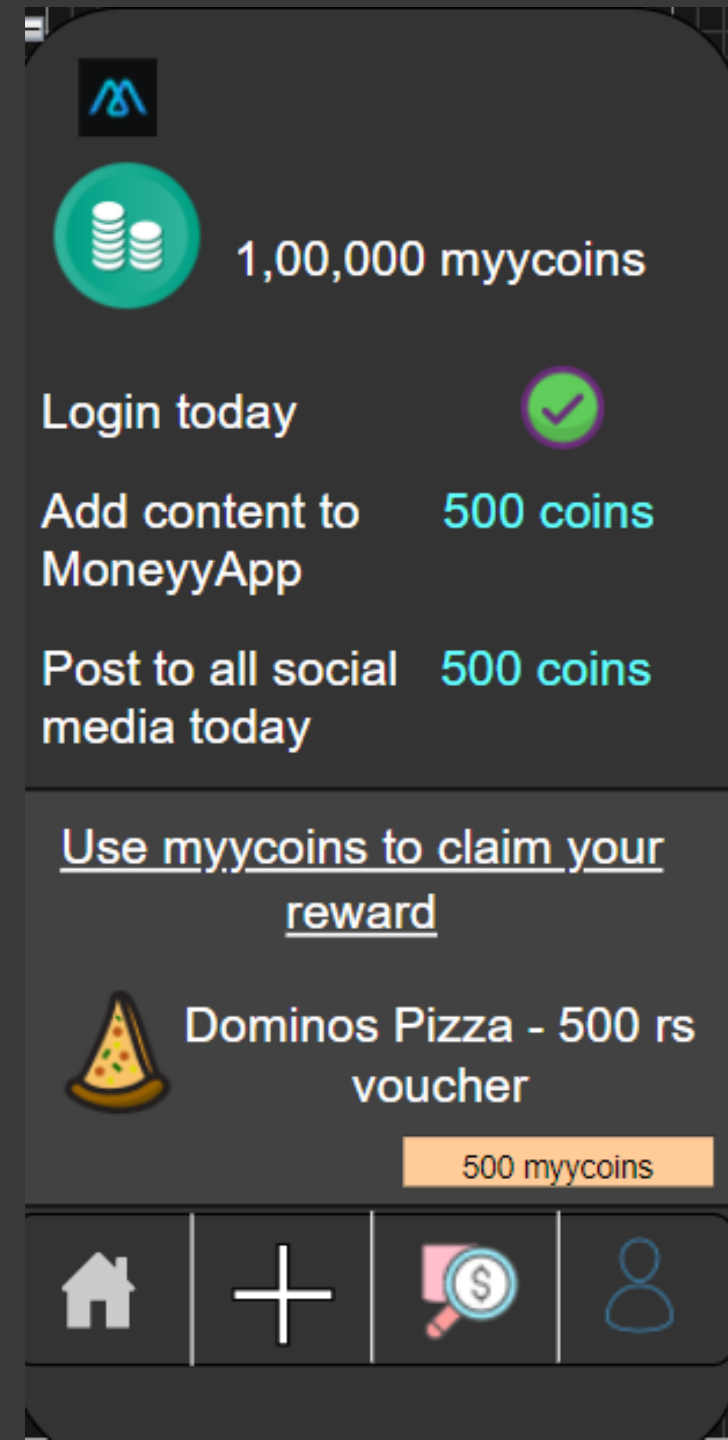 1,00,000 myycoins
Login today
Add content to 500 coins
MoneyyApp
Post to all social 500 coins
media today
Use myycoins to claim your
reward
$
Dominos Pizza - 500 rs
voucher
500 myycoins